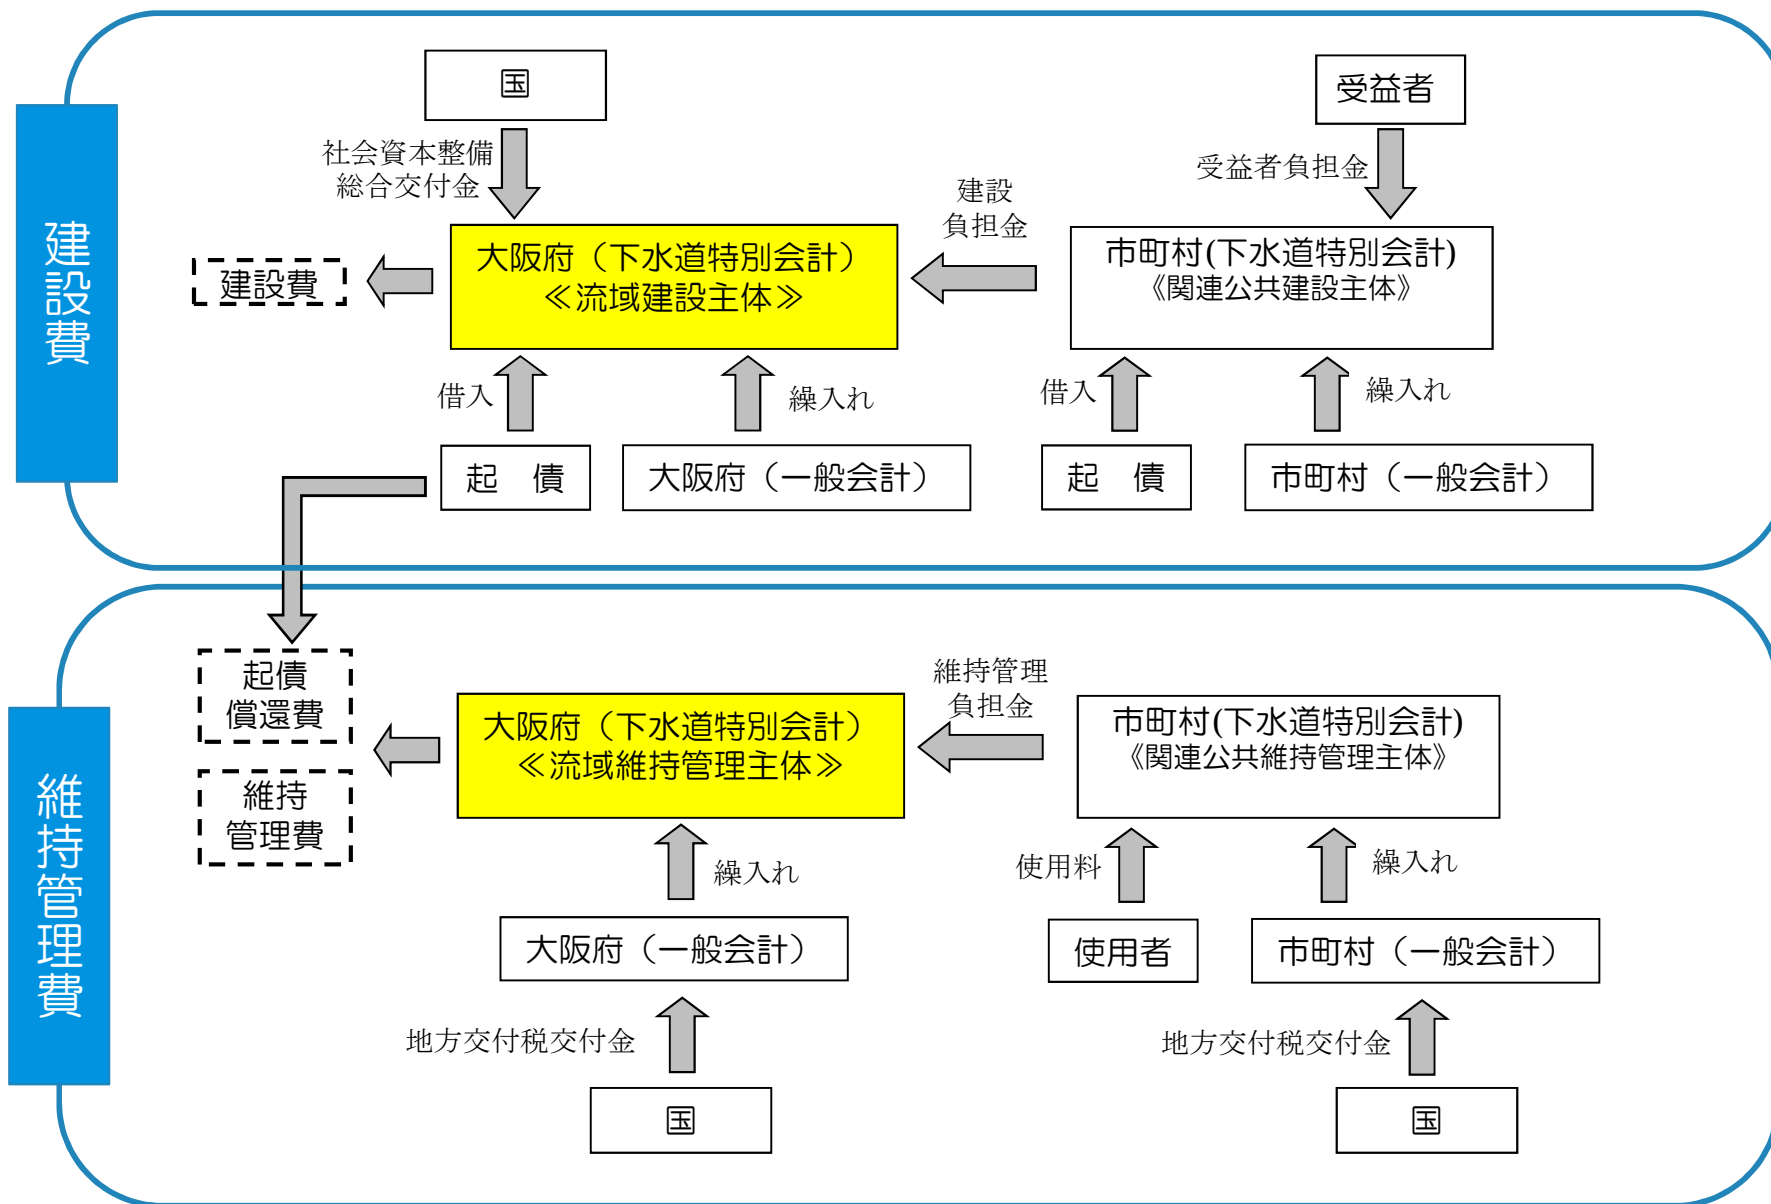 建設費
国
社会資本整備
総合交付金
受益者
受益者負担金
建設
負担金
大阪府（下水道特別会計）
≪流域建設主体≫
市町村(下水道特別会計)
《関連公共建設主体》
建設費
借入
繰入れ
借入
繰入れ
起　債
大阪府（一般会計）
起　債
市町村（一般会計）
維持管理費
起債
償還費
維持
管理費
維持管理
負担金
大阪府（下水道特別会計）
≪流域維持管理主体≫
市町村(下水道特別会計)
《関連公共維持管理主体》
繰入れ
使用料
繰入れ
大阪府（一般会計）
使用者
市町村（一般会計）
地方交付税交付金
地方交付税交付金
国
国